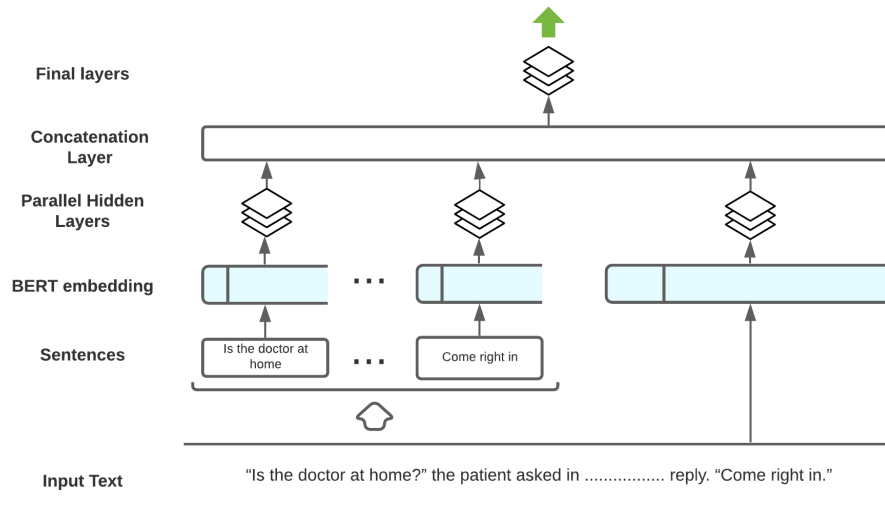 Final layers
Concatenation
Layer
Parallel Hidden
Layers
BERT embedding
...
Sentences
Is the doctor at
home
...
Come right in
Input Text
“Is the doctor at home?” the patient asked in ................. reply. “Come right in.”